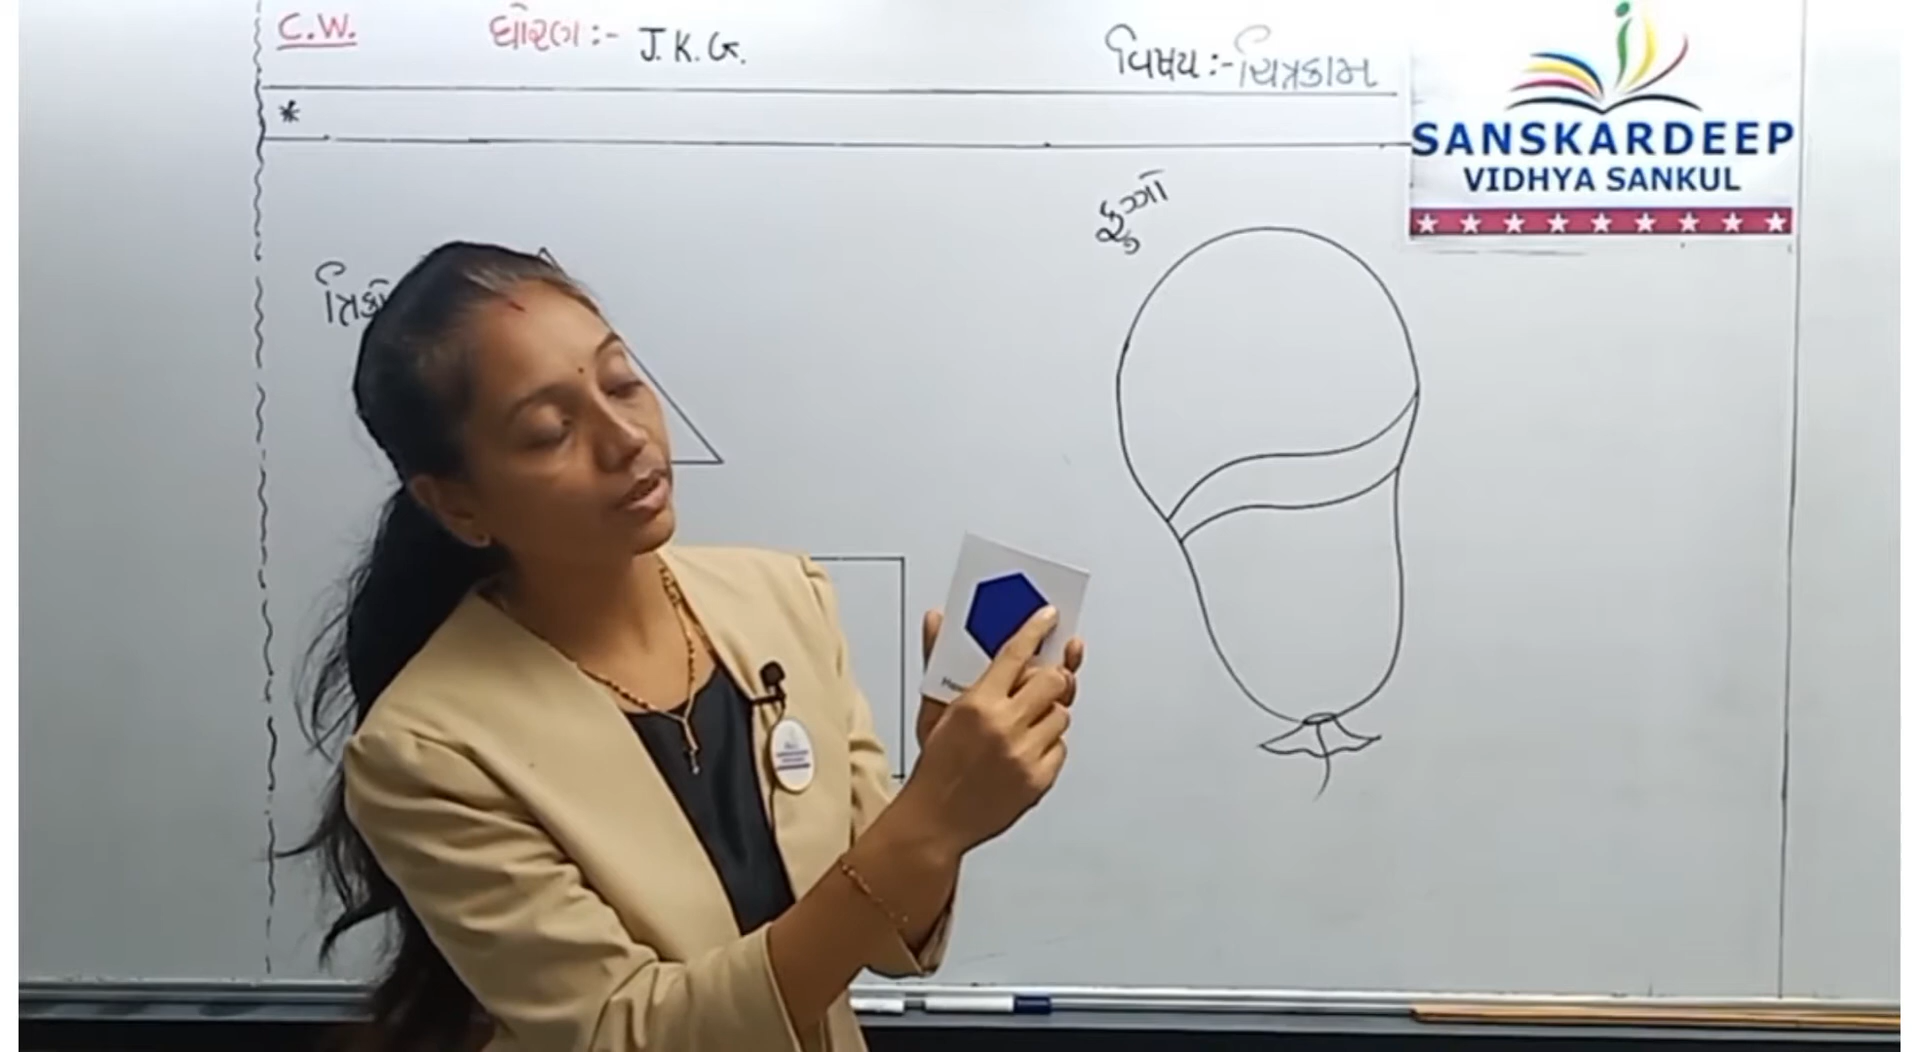 C.W.
ધોરણ :- J.K.G.
વિષય :- ચિત્રકામ
*
SANSKARDEEP
VIDHYA SANKUL
ફુગ્ગો